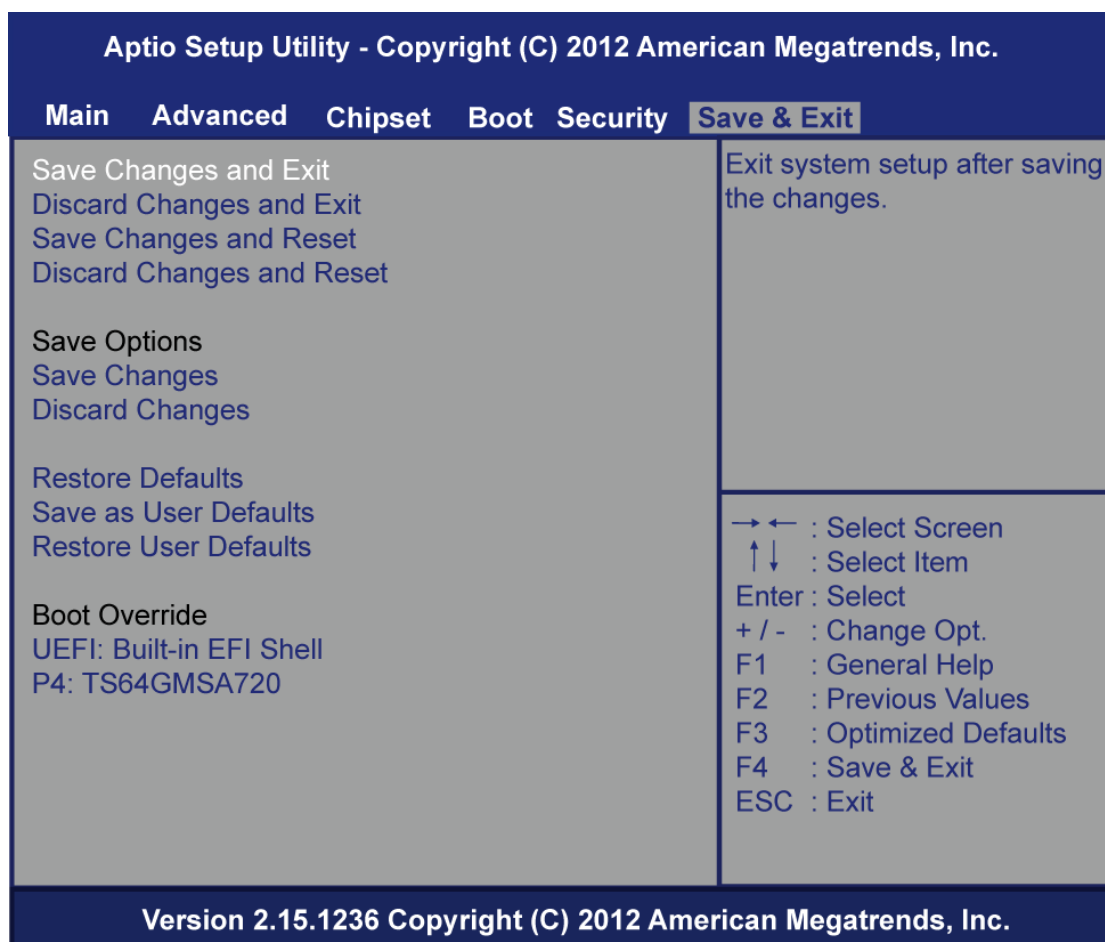 Aptio Setup Utility - Copyright (C) 2012 American Megatrends, Inc.
Main Advanced Chipset Boot Security Save & Exit
Save Changes and Exit
Discard Changes and Exit
Save Changes and Reset
Discard Changes and Reset
Save Options
Save Changes
Discard Changes
Restore Defaults
Save as User Defaults
Restore User Defaults
Boot Override
UEFI: Built-in EFI Shell
P4: TS64GMSA720
Exit system setup after saving
the changes.
→ ← : Select Screen
↑↓ : Select Item
Enter : Select
+ / - : Change Opt.
F1 : General Help
F2 : Previous Values
F3 : Optimized Defaults
F4 : Save & Exit
ESC : Exit
Version 2.15.1236 Copyright (C) 2012 American Megatrends, Inc.